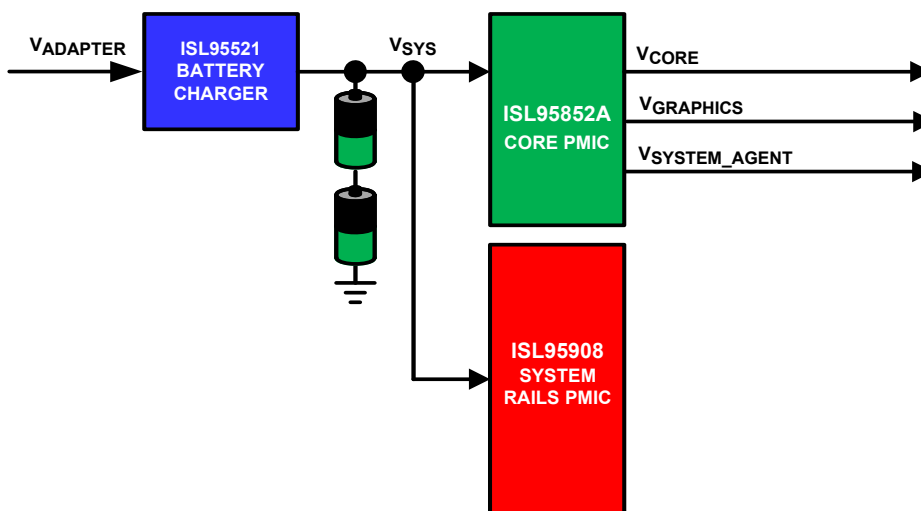 VADAPTER
ISL95521
BATTERY
CHARGER
VSYS
ISL95852A
CORE PMIC
VCORE
VGRAPHICS
VSYSTEM_AGENT
ISL95908
SYSTEM
RAILS PMIC